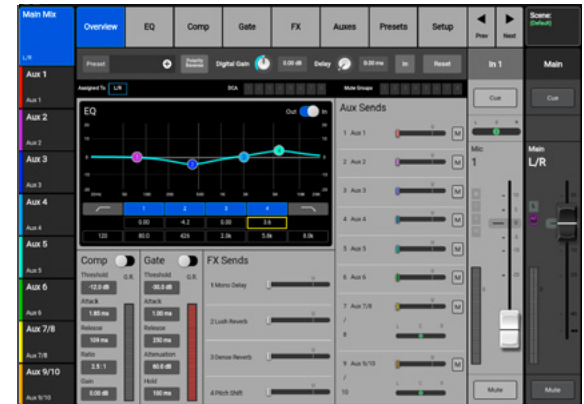 Main Mix
L/R
Aux 1
Aux 1
Aux 2
Aux 2
Aux 3
Aux 3
Aux 4
Aux 4
Aux 5
Aux 5
Aux 6
Aux 6
Aux 7/8
Aux 7/8
Aux 9/10
Aux 9/10
Overview EQ Comp Gate FX Auxes Presets Setup
Prev Next
Scene:
(Default)
Preset Polarity Reverse Digital Gain 0.00 dB Delay 0.00 ms In Reset
In 1 Main
Assigned To L/R DCA Mute Groups
Cue Cue
EQ Out In
120 80.0 426 2.0k 5.0k 8.0k
1 2 3 4
0.00 -4.2 0.00 3.6
Comp
Threshold G.R.
-12.0 dB
Attack
1.85 ms
Release
109 ms
Ratio
2.5:1
Gain
0.00 dB
Gate
Threshold G.R.
-30.0 dB
Attack
1.00 ms
Release
250 ms
Attenuation
60.0 dB
Hold
100 ms
FX Sends
1 Mono Delay
2 Lush Reverb
3 Dense Reverb
4 Pitch Shift
Aux Sends
1 Aux 1 M
2 Aux 2 M
3 Aux 3 M
4 Aux 4 M
5 Aux 5 M
6 Aux 6 M
7 Aux 7/8 M
/
8
L C R
9 Aux 9/10 M
/
10
L C R
Mic
1
Mute
Main
L/R
Mute